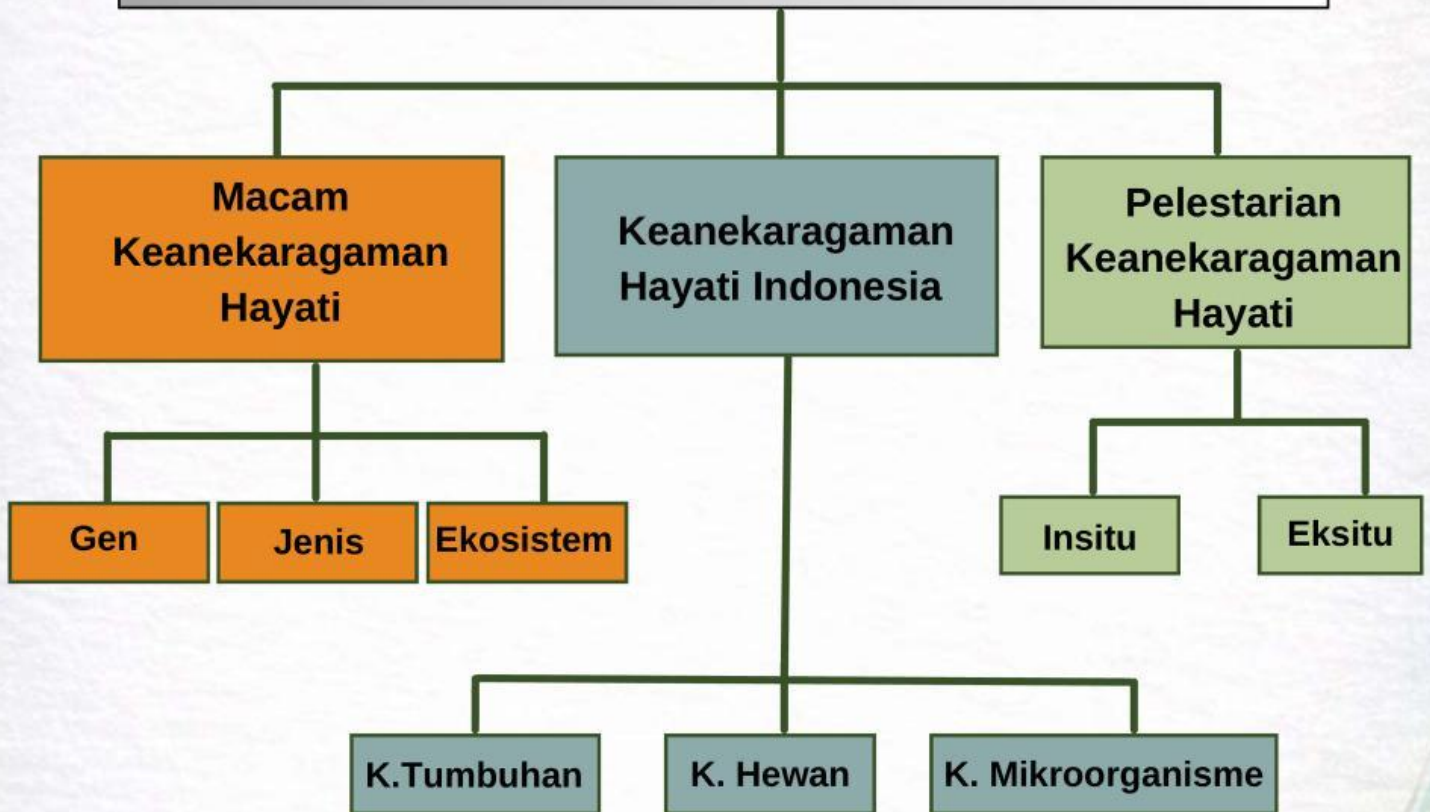 Macam
Keanekaragaman
Hayati
Keanekaragaman
Hayati Indonesia
Pelestarian
Keanekaragaman
Hayati
Gen
Jenis
Ekosistem
Insitu
Eksitu
K.Tumbuhan
K. Hewan
K. Mikroorganisme